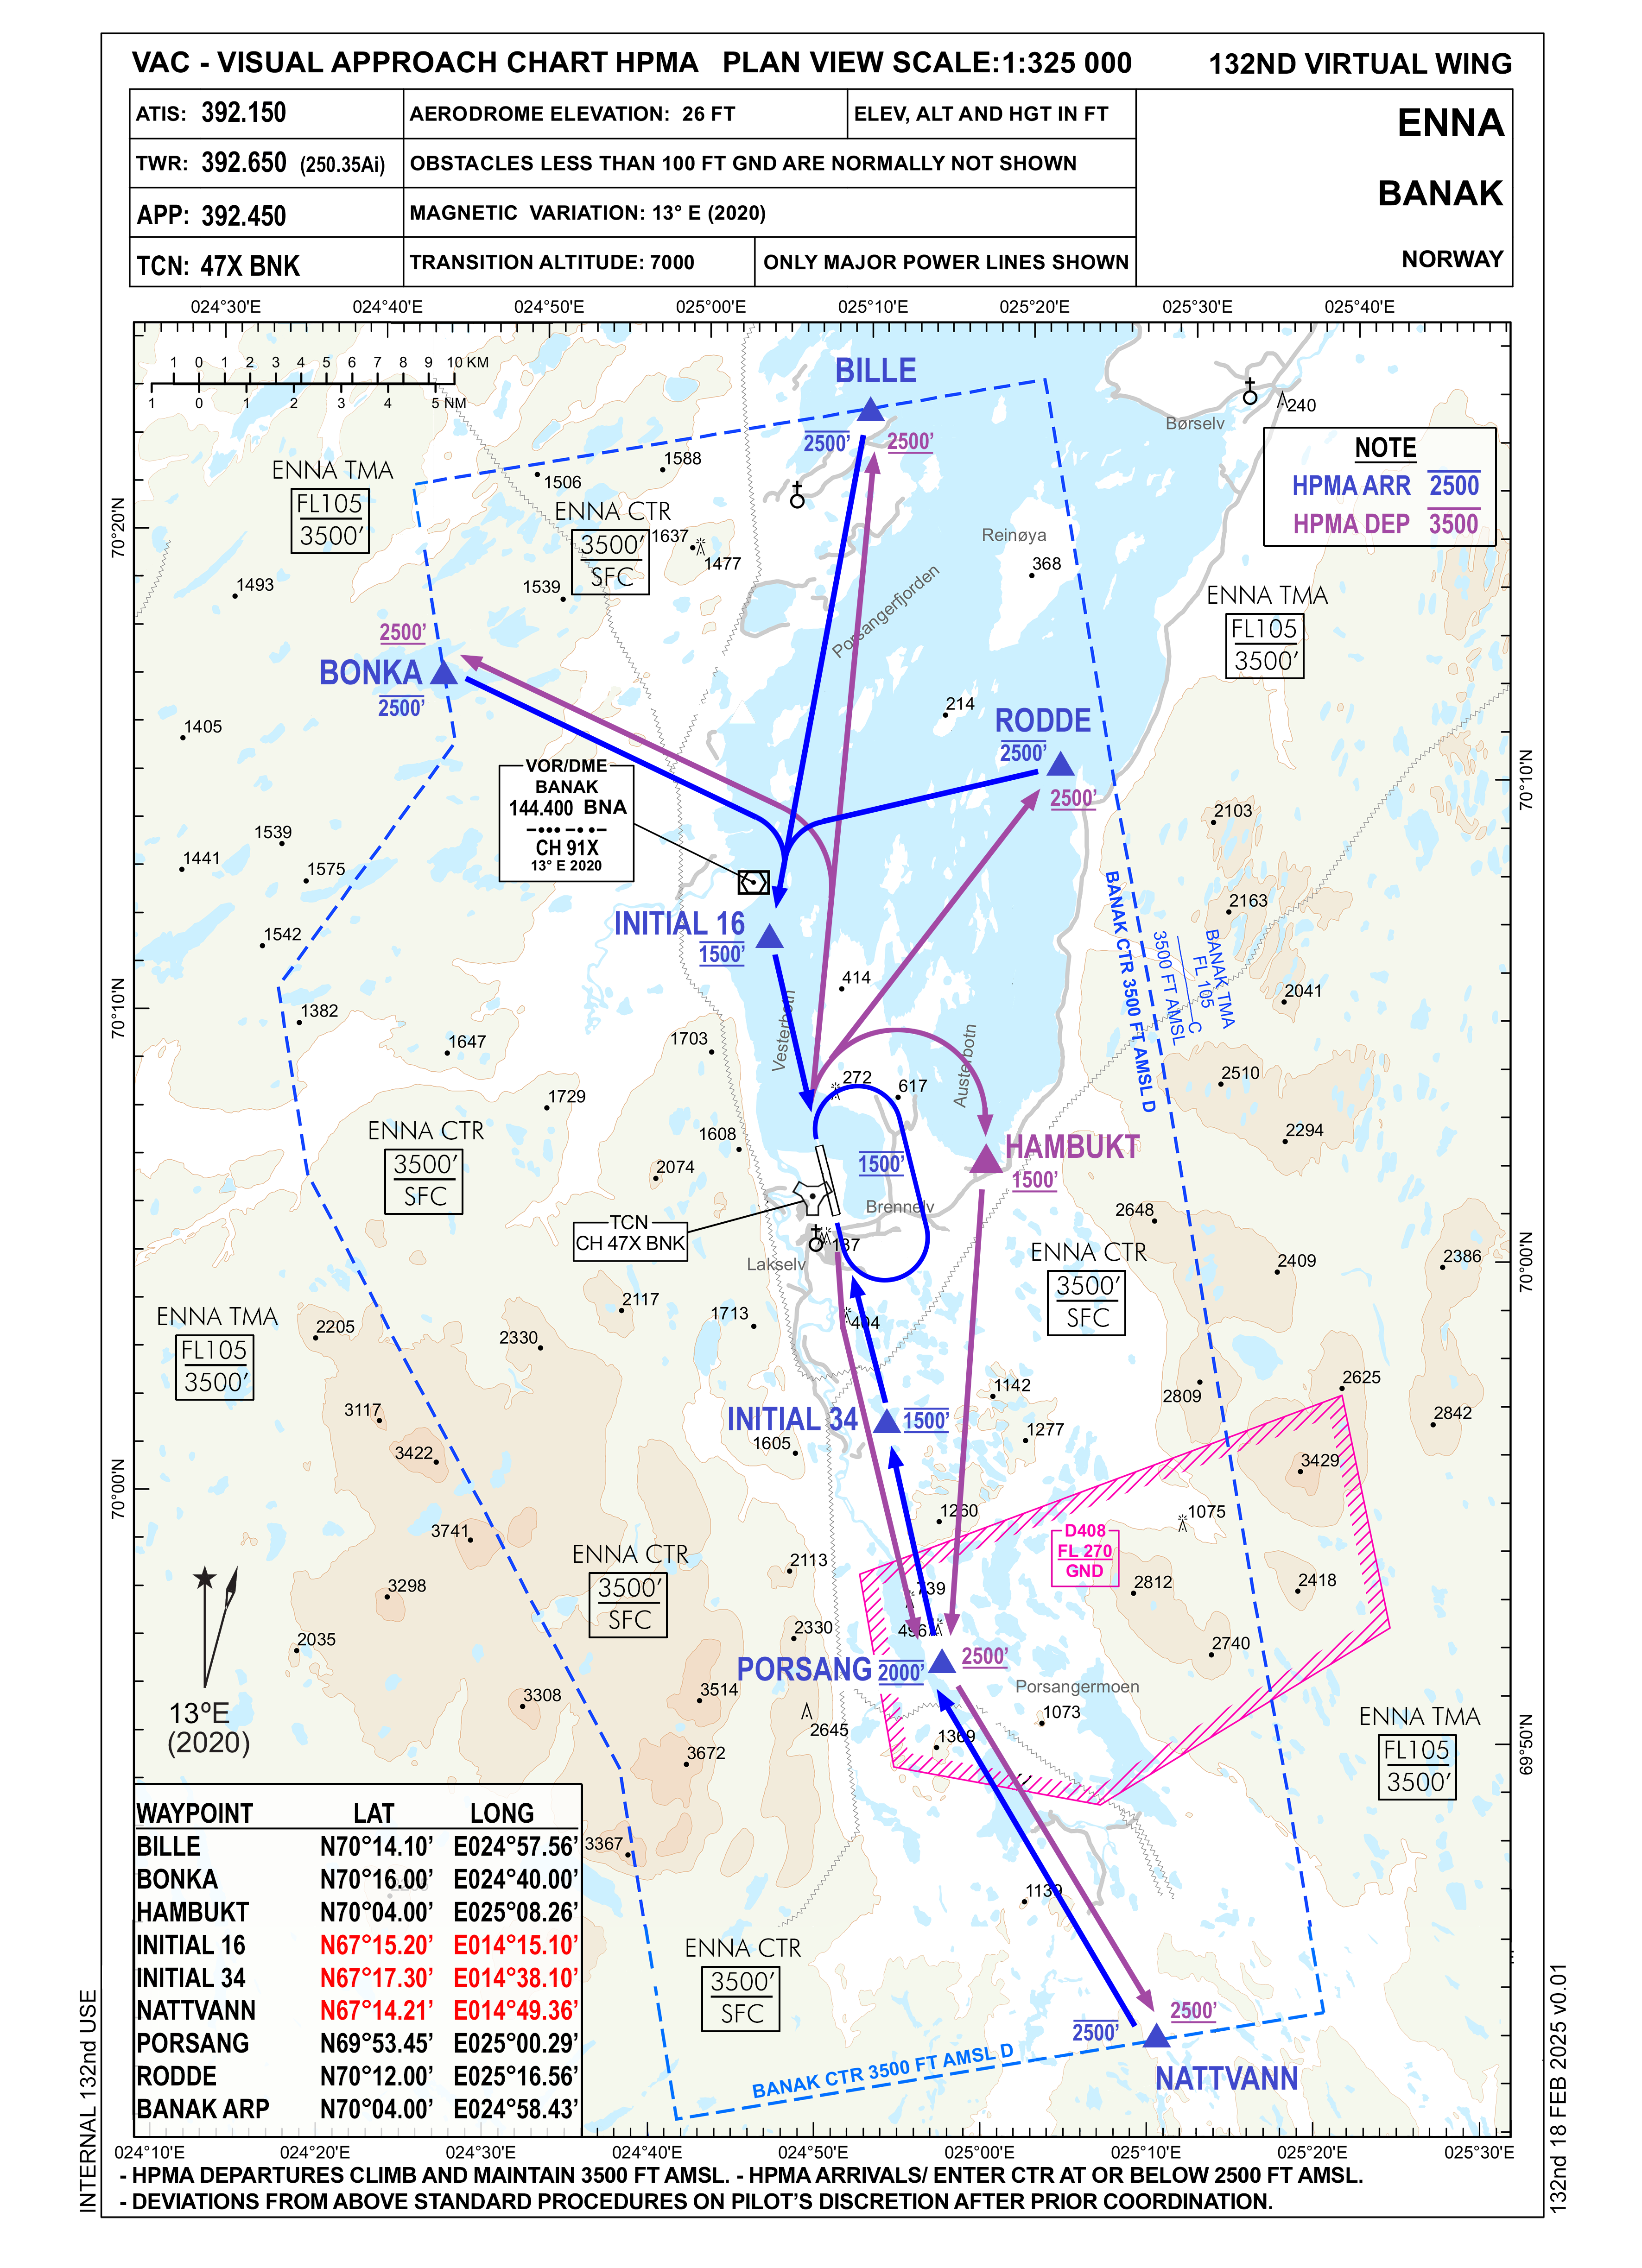 VAC - VISUAL APPROACH CHART HPMA PLAN VIEW SCALE:1:325 000
132ND VIRTUAL WING
ATIS: 392.150
AERODROME ELEVATION: 26 FT
ELEV, ALT AND HGT IN FT
TWR: 392.650 (250.35Ai)
OBSTACLES LESS THAN 100 FT GND ARE NORMALLY NOT SHOWN
APP: 392.450
MAGNETIC VARIATION: 13° E (2020)
TCN: 47X BNK
TRANSITION ALTITUDE: 7000
ONLY MAJOR POWER LINES SHOWN
ENNA
BANAK
NORWAY
024°30'E 024°40'E 024°50'E 025°00'E 025°10'E 025°20'E 025°30'E 025°40'E
1 0 1 2 3 4 5 6 7 8 9 10 KM
1 0 1 2 3 4 5 NM
BILLE
2500'
2500'
Børselv
240
NOTE
HPMA ARR 2500
HPMA DEP 3500
ENNA TMA
FL105
3500'
1588
1506
ENNA CTR
3500'
SFC
1637
1477
1539
1493
70°20'N
Reinøya
368
Porsangerfjorden
ENNA TMA
FL105
3500'
2500'
BONKA
2500'
1405
214
RODDE
2500'
2500'
70°10'N
VOR/DME
BANAK
144.400 BNA
CH 91X
13° E 2020
1539
1441
1575
1542
2103
2163
2041
INITIAL 16
1500'
BANAK CTR 3500 FT AMSL D
BANAK TMA
FL 105
C
3500 FT AMSL
414
70°10'N
1382
1647
1703
Vesterbotn
Austerbotn
272
617
2510
2294
1729
1608
2074
ENNA CTR
3500'
SFC
1500'
HAMBUKT
1500'
Brennelv
2648
TCN
CH 47X BNK
187
Lakselv
ENNA CTR
3500'
SFC
2409
2386
70°00'N
ENNA TMA
FL105
3500'
2205
2117
2330
1713
404
2625
2809
2842
1142
1277
INITIAL 34
1500'
1605
3117
3422
3429
70°00'N
3741
1260
1075
D408
FL 270
GND
ENNA CTR
3500'
SFC
2113
739
2812
2418
3298
2035
2330
496
2740
PORSANG
2000'
2500'
Porsangermoen
3308
3514
2645
1073
1369
3672
13°E
(2020)
ENNA TMA
FL105
3500'
69°50'N
3367
1139
WAYPOINT LAT LONG
BILLE N70°14.10' E024°57.56'
BONKA N70°16.00' E024°40.00'
HAMBUKT N70°04.00' E025°08.26'
INITIAL 16 N67°15.20' E014°15.10'
INITIAL 34 N67°17.30' E014°38.10'
NATTVANN N67°14.21' E014°49.36'
PORSANG N69°53.45' E025°00.29'
RODDE N70°12.00' E025°16.56'
BANAK ARP N70°04.00' E024°58.43'
ENNA CTR
3500'
SFC
2500'
2500'
NATTVANN
BANAK CTR 3500 FT AMSL D
024°10'E 024°20'E 024°30'E 024°40'E 024°50'E 025°00'E 025°10'E 025°20'E 025°30'E
- HPMA DEPARTURES CLIMB AND MAINTAIN 3500 FT AMSL. - HPMA ARRIVALS/ ENTER CTR AT OR BELOW 2500 FT AMSL.
- DEVIATIONS FROM ABOVE STANDARD PROCEDURES ON PILOT'S DISCRETION AFTER PRIOR COORDINATION.
INTERNAL 132nd USE
132nd 18 FEB 2025 v0.01